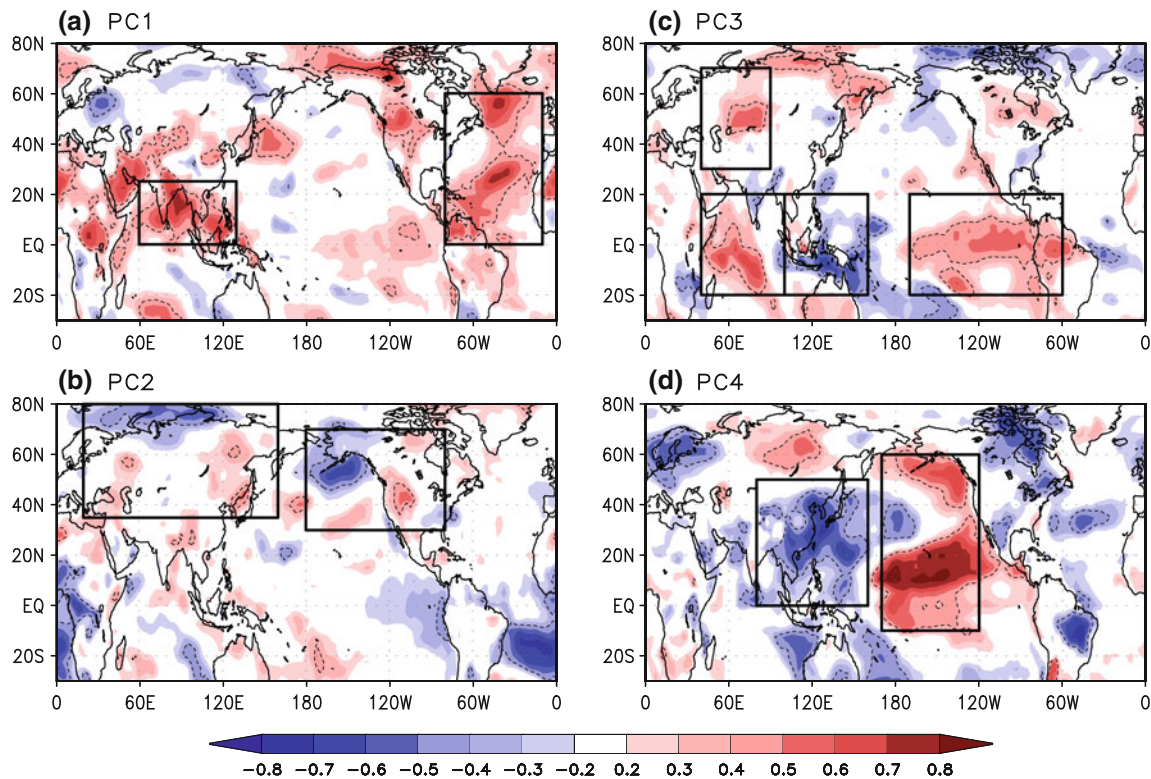 (a) PC1
80N
60N
40N
20N
EQ
20S
0 60E 120E 180 120W 60W 0
(c) PC3
80N
60N
40N
20N
EQ
20S
0 60E 120E 180 120W 60W 0
(b) PC2
80N
60N
40N
20N
EQ
20S
0 60E 120E 180 120W 60W 0
(d) PC4
80N
60N
40N
20N
EQ
20S
0 60E 120E 180 120W 60W 0
-0.8 -0.7 -0.6 -0.5 -0.4 -0.3 -0.2 0.2 0.3 0.4 0.5 0.6 0.7 0.8